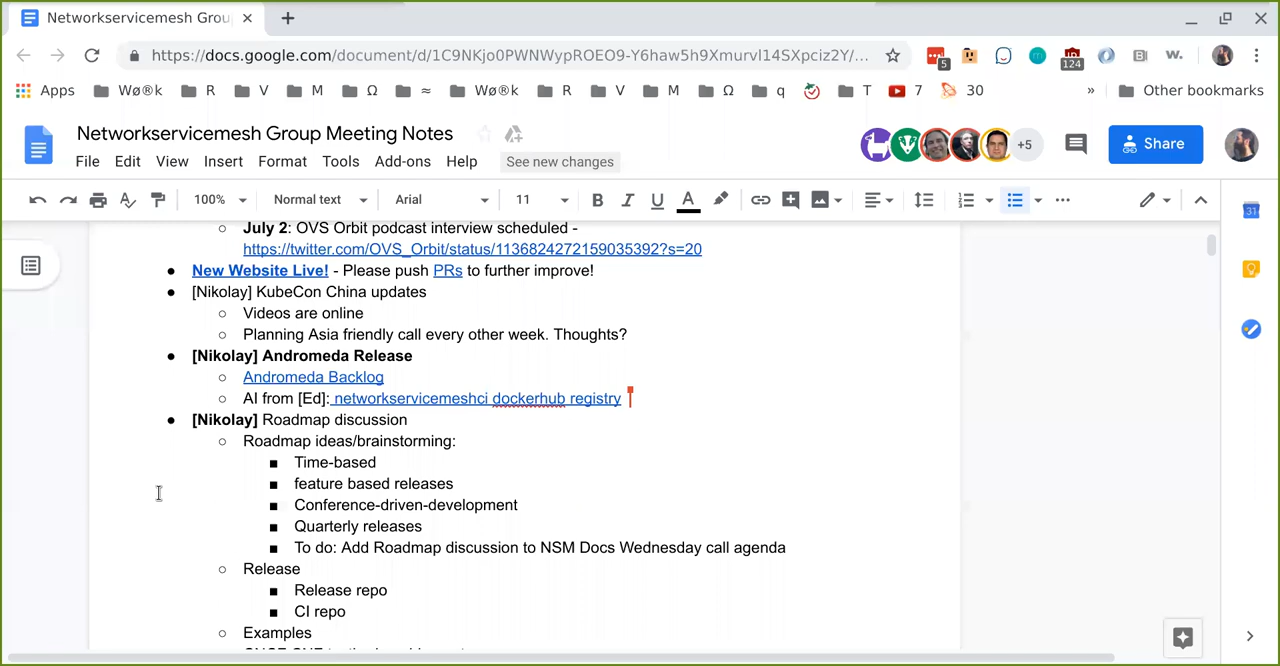 Networkservicemesh Grou
https://docs.google.com/document/d/1C9NKjo0PWNWypROEO9-Y6haw5h9XmurvI14SXpciz2Y/...
5
124
W.
Apps Wø®k R V M Ω ≈ Wø®k R V M Ω q T 7 30 » Other bookmarks
Networkservicemesh Group Meeting Notes
+5
Share
File Edit View Insert Format Tools Add-ons Help See new changes
100% Normal text Arial 11 B I U A
31
July 2: OVS Orbit podcast interview scheduled -
https://twitter.com/OVS_Orbit/status/1136824272159035392?s=20
● New Website Live! - Please push PRs to further improve!
● [Nikolay] KubeCon China updates
○ Videos are online
○ Planning Asia friendly call every other week. Thoughts?
● [Nikolay] Andromeda Release
○ Andromeda Backlog
○ AI from [Ed]: networkservicemeshci dockerhub registry
● [Nikolay] Roadmap discussion
○ Roadmap ideas/brainstorming:
■ Time-based
■ feature based releases
■ Conference-driven-development
■ Quarterly releases
■ To do: Add Roadmap discussion to NSM Docs Wednesday call agenda
○ Release
■ Release repo
■ CI repo
○ Examples